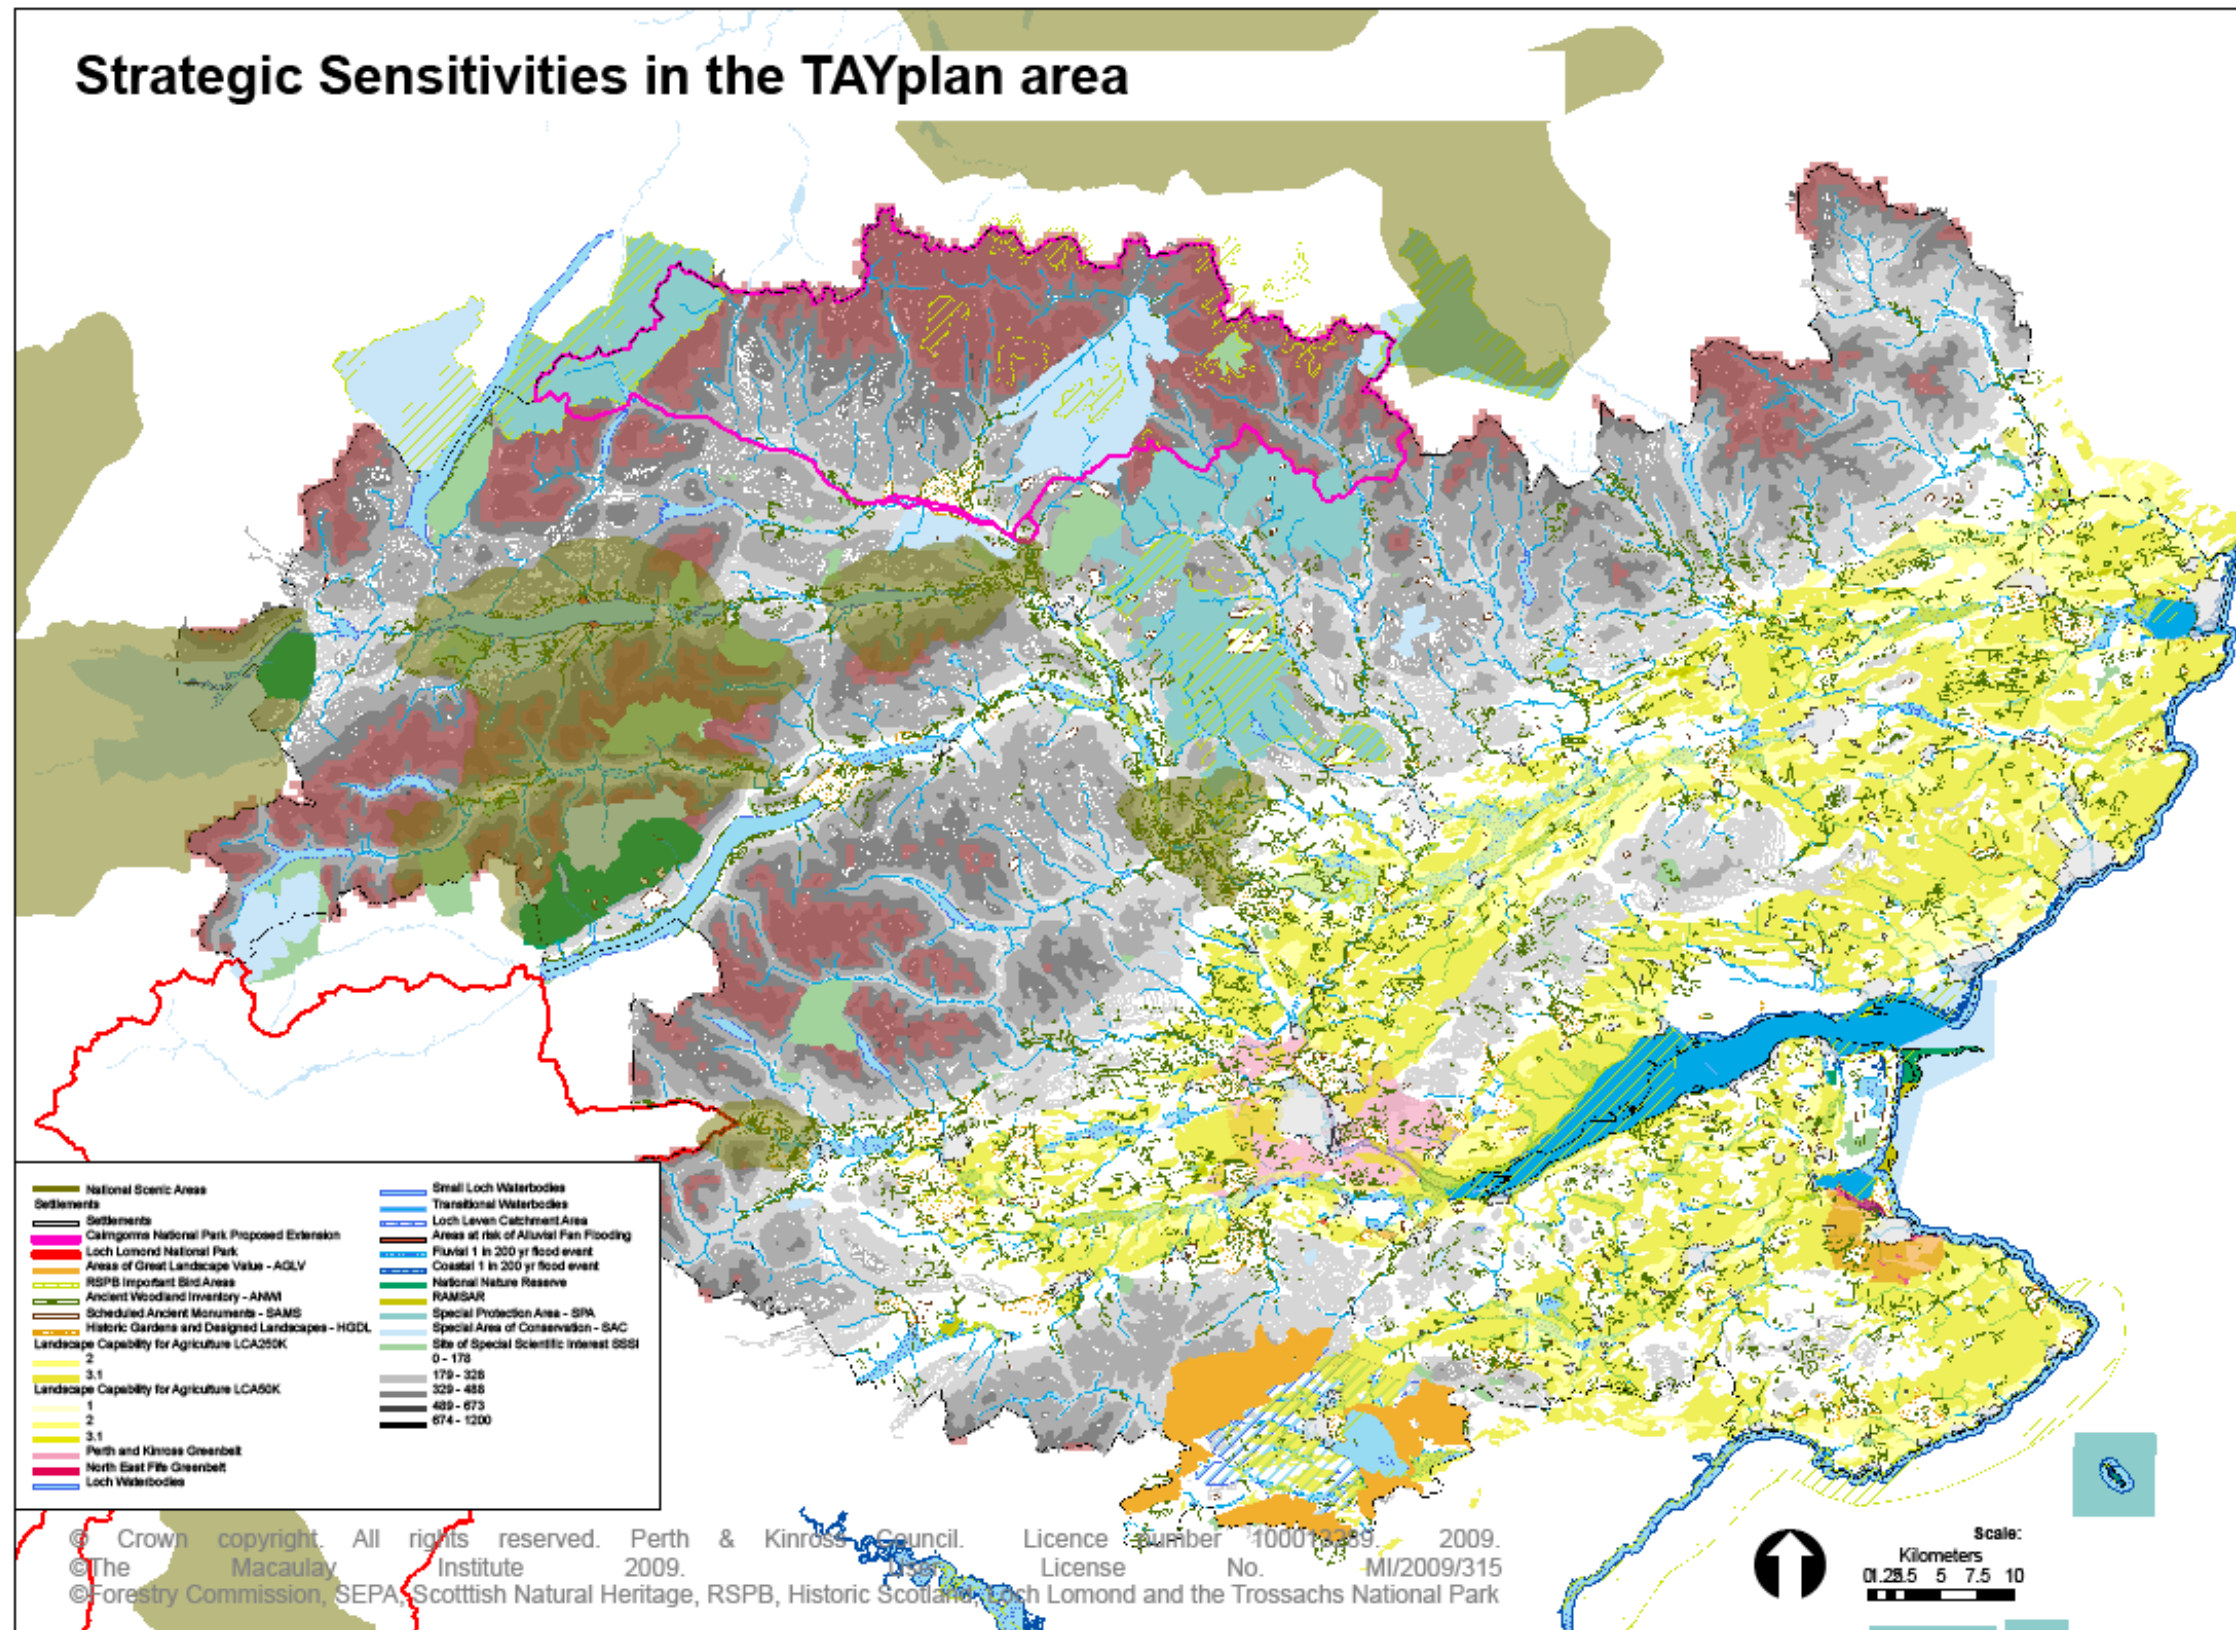 Strategic Sensitivities in the TAYplan area
National Scenic Areas
Settlements
Settlements
Cairngorms National Park Proposed Extension
Loch Lomond National Park
Areas of Great Landscape Value - AGLV
RSPB Important Bird Areas
Ancient Woodland Inventory - ANWI
Scheduled Ancient Monuments - SAMS
Historic Gardens and Designed Landscapes - HGDL
Landscape Capability for Agriculture LCA250K
2
3.1
Landscape Capability for Agriculture LCA50K
1
2
3.1
Perth and Kinross Greenbelt
North East Fife Greenbelt
Loch Waterbodies
Small Loch Waterbodies
Transitional Waterbodies
Loch Leven Catchment Area
Areas at risk of Alluvial Fan Flooding
Fluvial 1 in 200 yr flood event
Coastal 1 in 200 yr flood event
National Nature Reserve
RAMSAR
Special Protection Area - SPA
Special Area of Conservation - SAC
Site of Special Scientific Interest SSSI
0 - 178
179 - 328
329 - 488
489 - 673
674 - 1200
© Crown copyright. All rights reserved. Perth & Kinross Council. Licence number 2009.
©The Macaulay Institute 2009. License No. MI/2009/315
©Forestry Commission, SEPA, Scotttish Natural Heritage, RSPB, Historic Scotland, Loch Lomond and the Trossachs National Park
Scale:
Kilometers
5 7.5 10